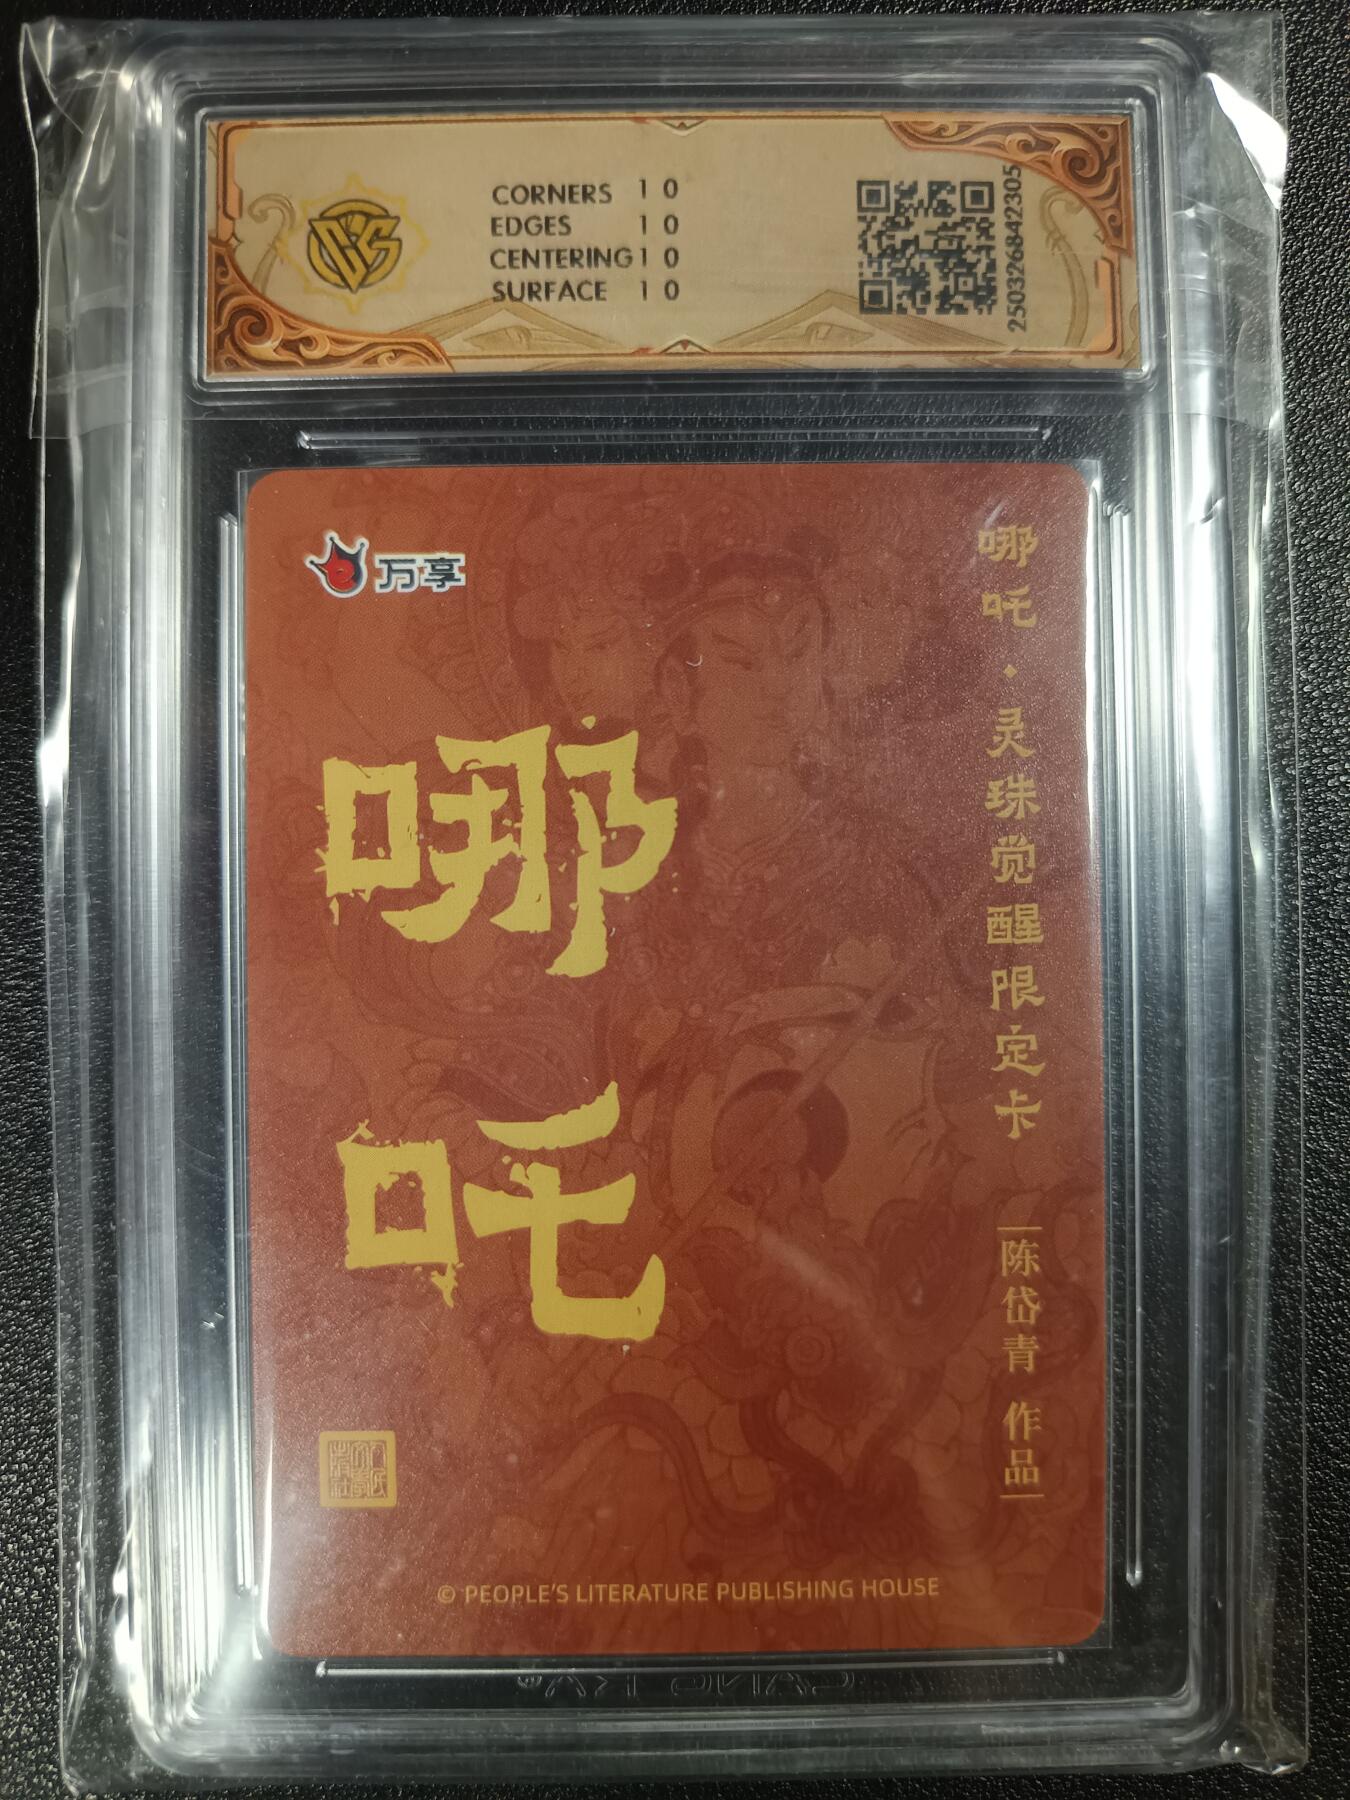 CORNERS 10
EDGES 10
CENTERING 10
SURFACE 10
250326842305
万享
哪吒
哪吒·灵珠觉醒限定卡
陈岱青 作品
© PEOPLE'S LITERATURE PUBLISHING HOUSE